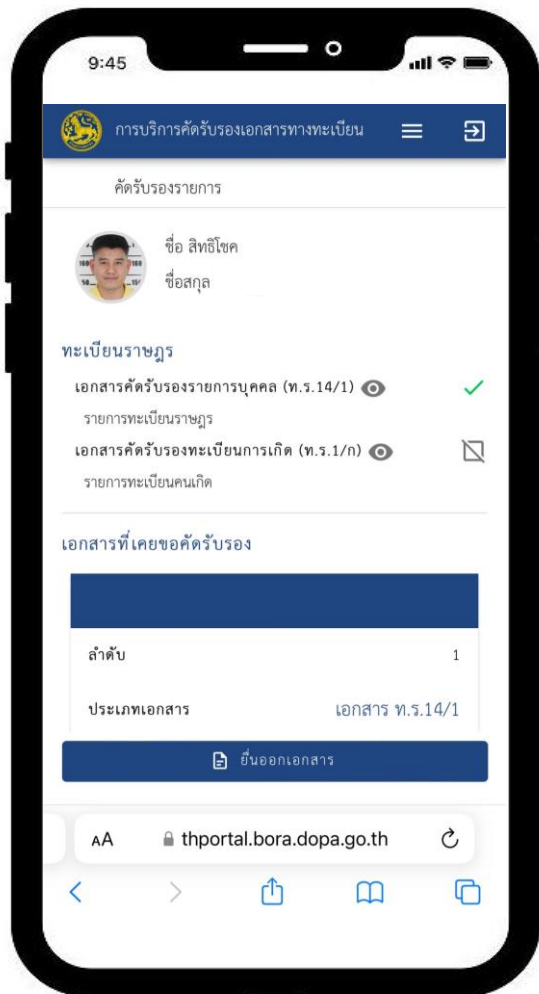 9:45
การบริการคัดรับรองเอกสารทางทะเบียน
คัดรับรองรายการ
ชื่อ สิทธิโชค
ชื่อสกุล
ทะเบียนราษฎร
เอกสารคัดรับรองรายการบุคคล (ท.ร.14/1)
รายการทะเบียนราษฎร
เอกสารคัดรับรองทะเบียนการเกิด (ท.ร.1/ก)
รายการทะเบียนคนเกิด
เอกสารที่เคยขอคัดรับรอง
ลำดับ 1
ประเภทเอกสาร เอกสาร ท.ร.14/1
ยื่นออกเอกสาร
AA thportal.bora.dopa.go.th